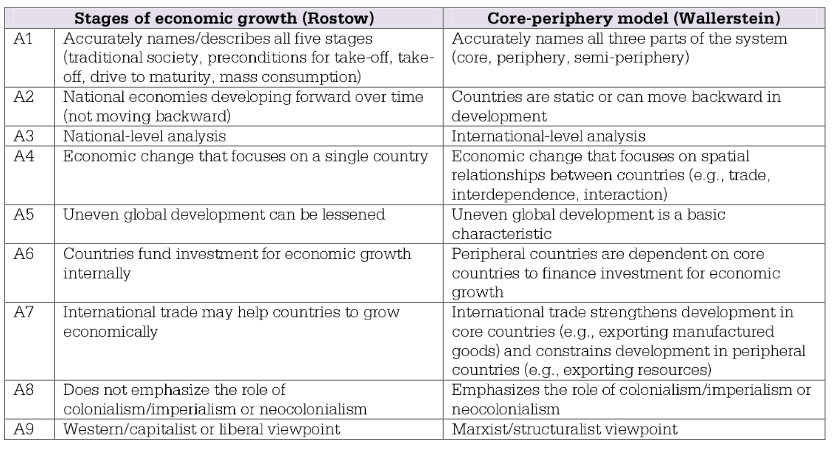 Stages of economic growth (Rostow) Core-periphery model (Wallerstein)
A1 Accurately names/describes all five stages Accurately names all three parts of the system
(traditional society, preconditions for take-off, take- (core, periphery, semi-periphery)
off, drive to maturity, mass consumption)
A2 National economies developing forward over time Countries are static or can move backward in
(not moving backward) development
A3 National-level analysis International-level analysis
A4 Economic change that focuses on a single country Economic change that focuses on spatial
relationships between countries (e.g., trade,
interdependence, interaction)
A5 Uneven global development can be lessened Uneven global development is a basic
characteristic
A6 Countries fund investment for economic growth Peripheral countries are dependent on core
internally countries to finance investment for economic
growth
A7 International trade may help countries to grow International trade strengthens development in
economically core countries (e.g., exporting manufactured
goods) and constrains development in peripheral
countries (e.g., exporting resources)
A8 Does not emphasize the role of Emphasizes the role of colonialism/imperialism or
colonialism/imperialism or neocolonialism neocolonialism
A9 Western/capitalist or liberal viewpoint Marxist/structuralist viewpoint